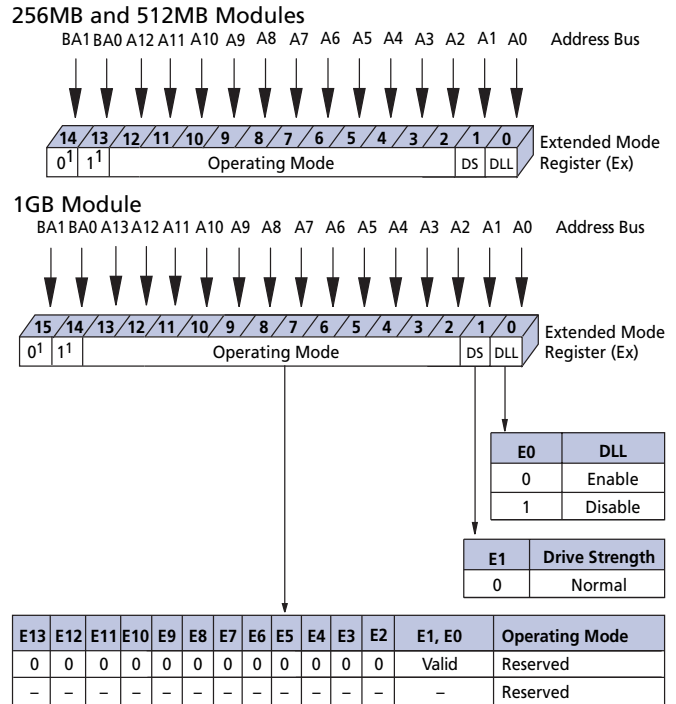 256MB and 512MB Modules
BA1 BA0 A12 A11 A10 A9 A8 A7 A6 A5 A4 A3 A2 A1 A0 Address Bus
14 13 12 11 10 9 8 7 6 5 4 3 2 1 0 Extended Mode
0¹ 1¹ Operating Mode DS DLL Register (Ex)
1GB Module
BA1 BA0 A13 A12 A11 A10 A9 A8 A7 A6 A5 A4 A3 A2 A1 A0 Address Bus
15 14 13 12 11 10 9 8 7 6 5 4 3 2 1 0 Extended Mode
0¹ 1¹ Operating Mode DS DLL Register (Ex)
E0 DLL
0 Enable
1 Disable
E1 Drive Strength
0 Normal
E13 E12 E11 E10 E9 E8 E7 E6 E5 E4 E3 E2 E1, E0 Operating Mode
0 0 0 0 0 0 0 0 0 0 0 0 Valid Reserved
– – – – – – – – – – – – – Reserved